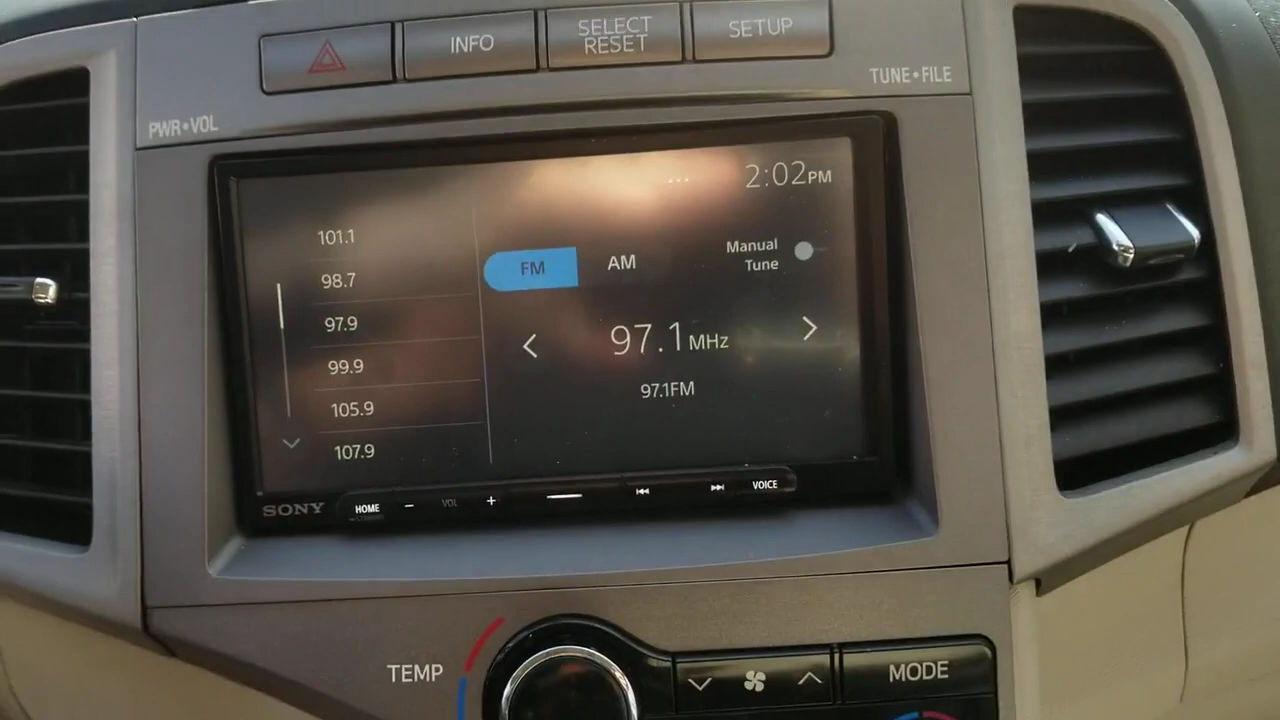 INFO
SELECT
RESET
SETUP
PWR•VOL
TUNE•FILE
2:02PM
101.1
98.7
97.9
99.9
105.9
107.9
FM
AM
Manual
Tune
97.1MHz
97.1FM
SONY
HOME
VOL
VOICE
TEMP
MODE